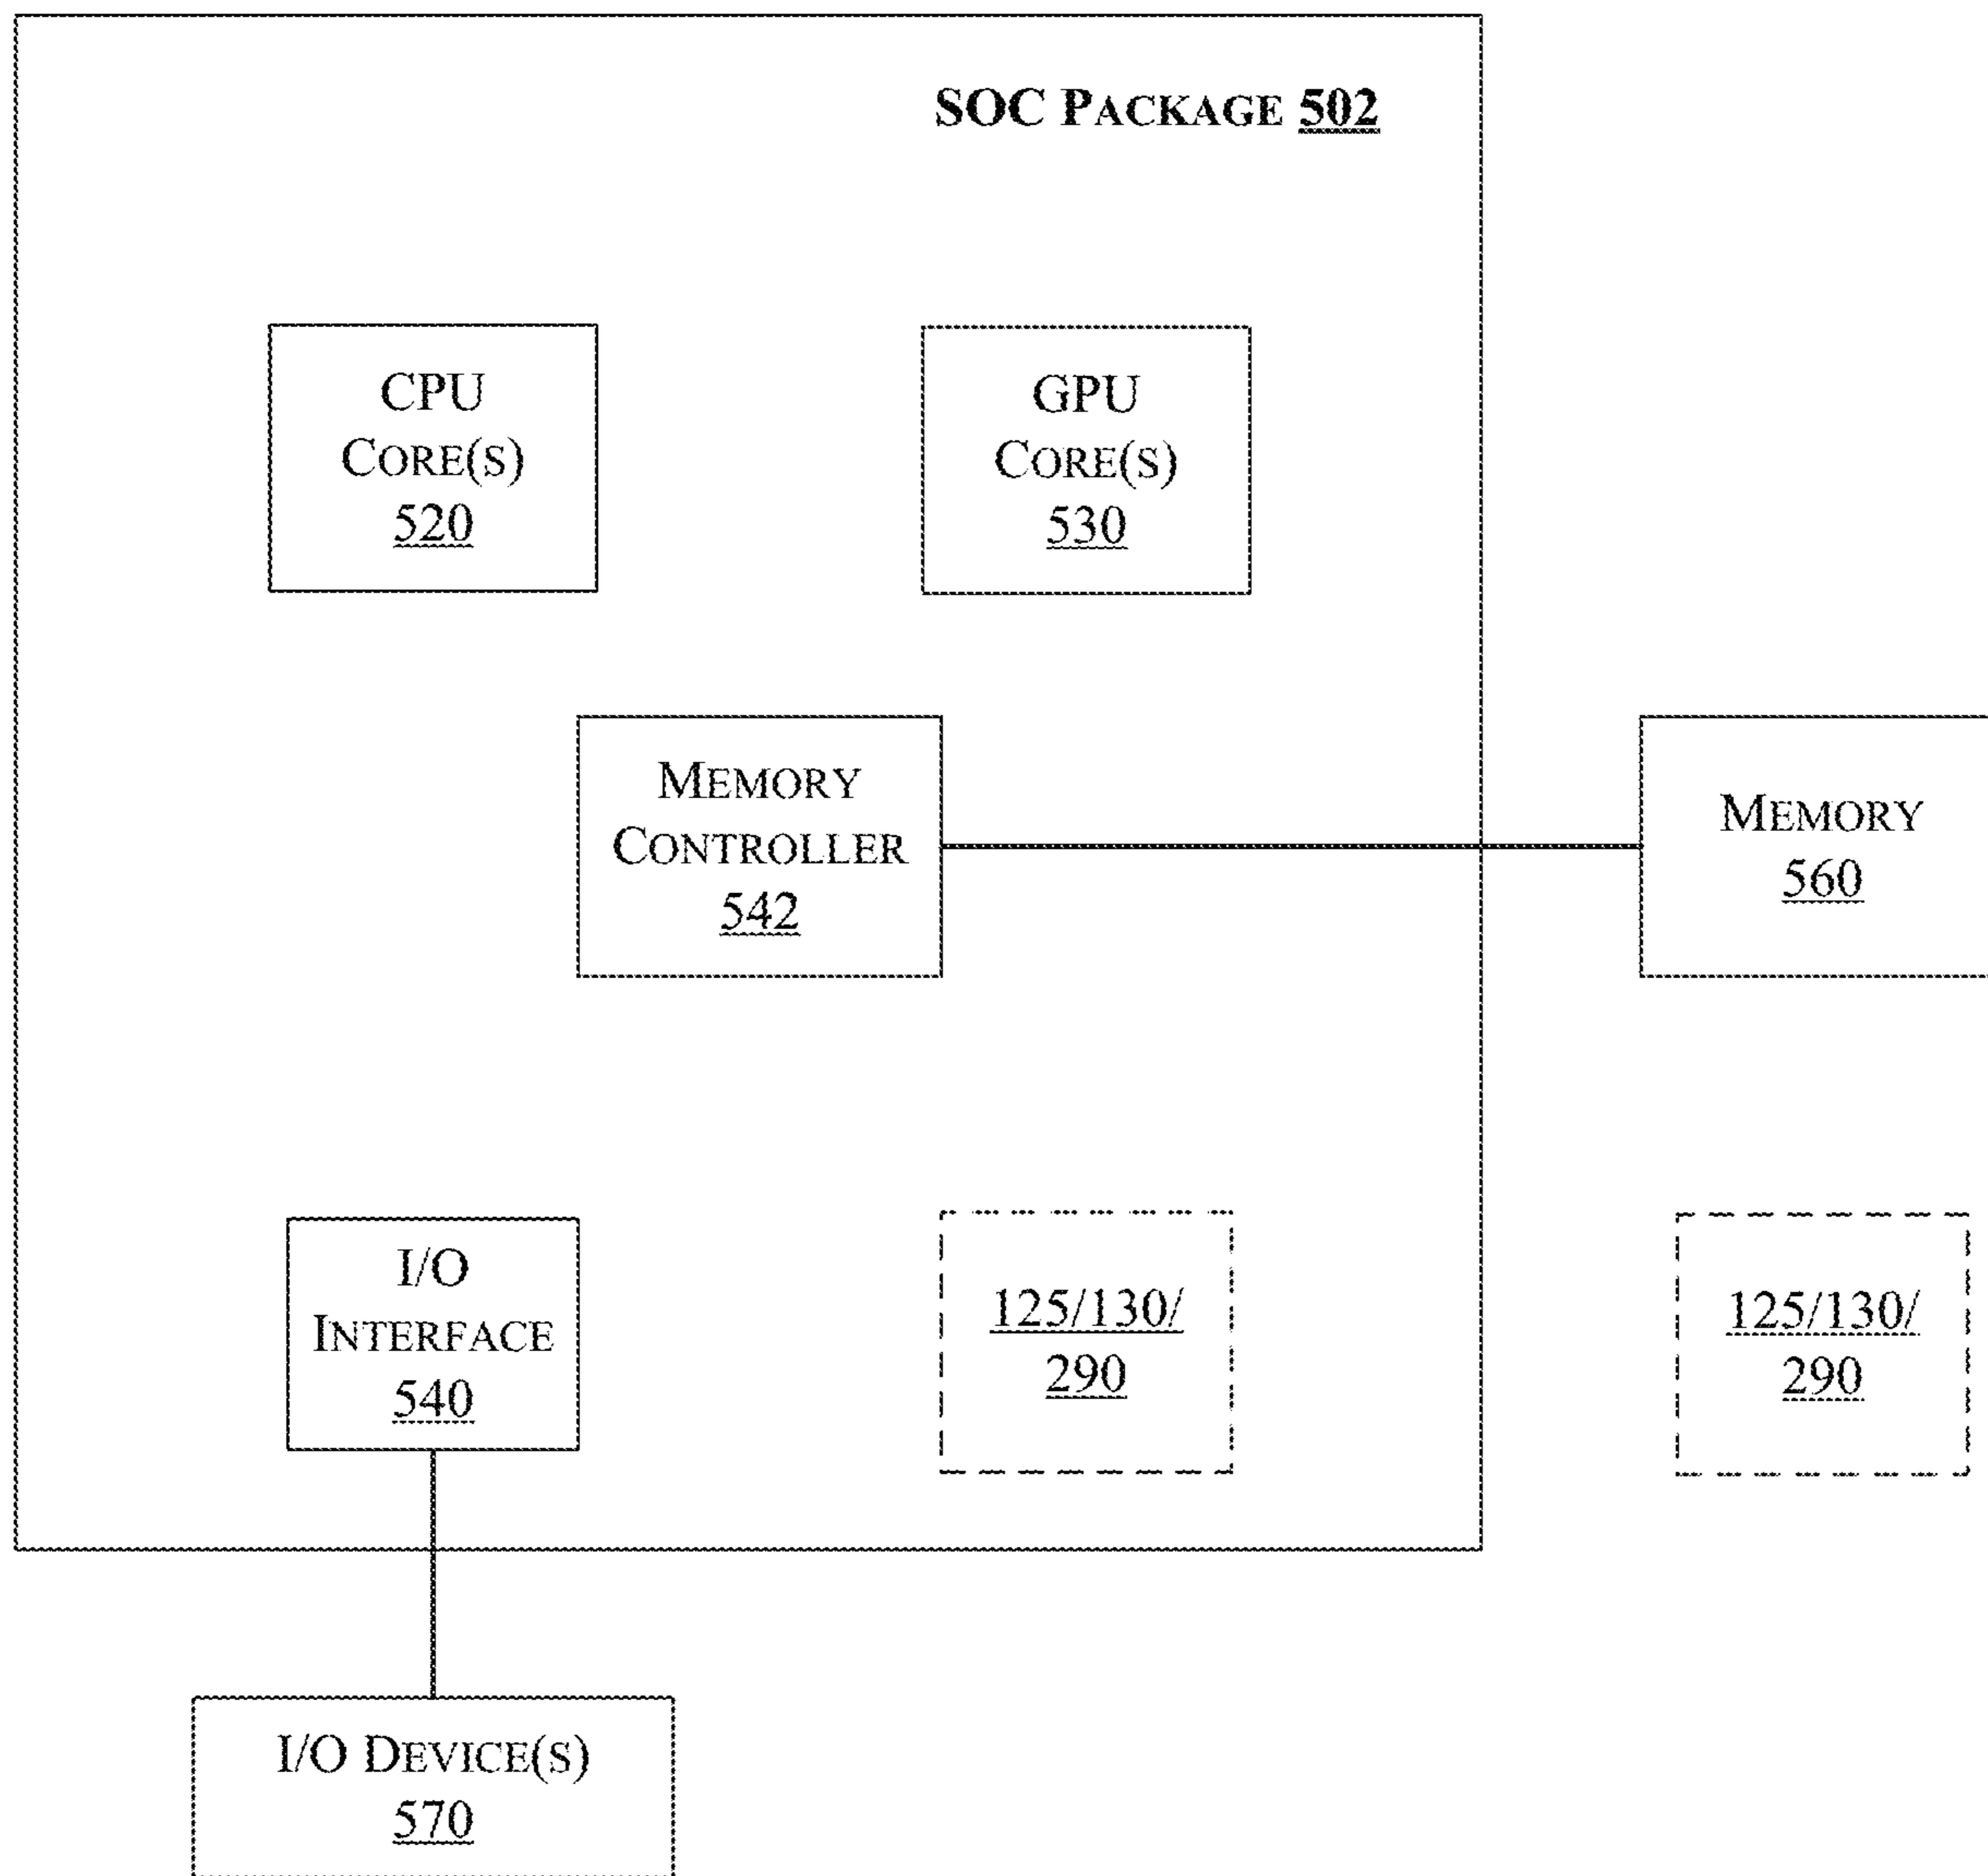 SOC PACKAGE 502
CPU
CORE(S)
520
GPU
CORE(S)
530
MEMORY
CONTROLLER
542
MEMORY
560
I/O
INTERFACE
540
125/130/
290
125/130/
290
I/O DEVICE(S)
570